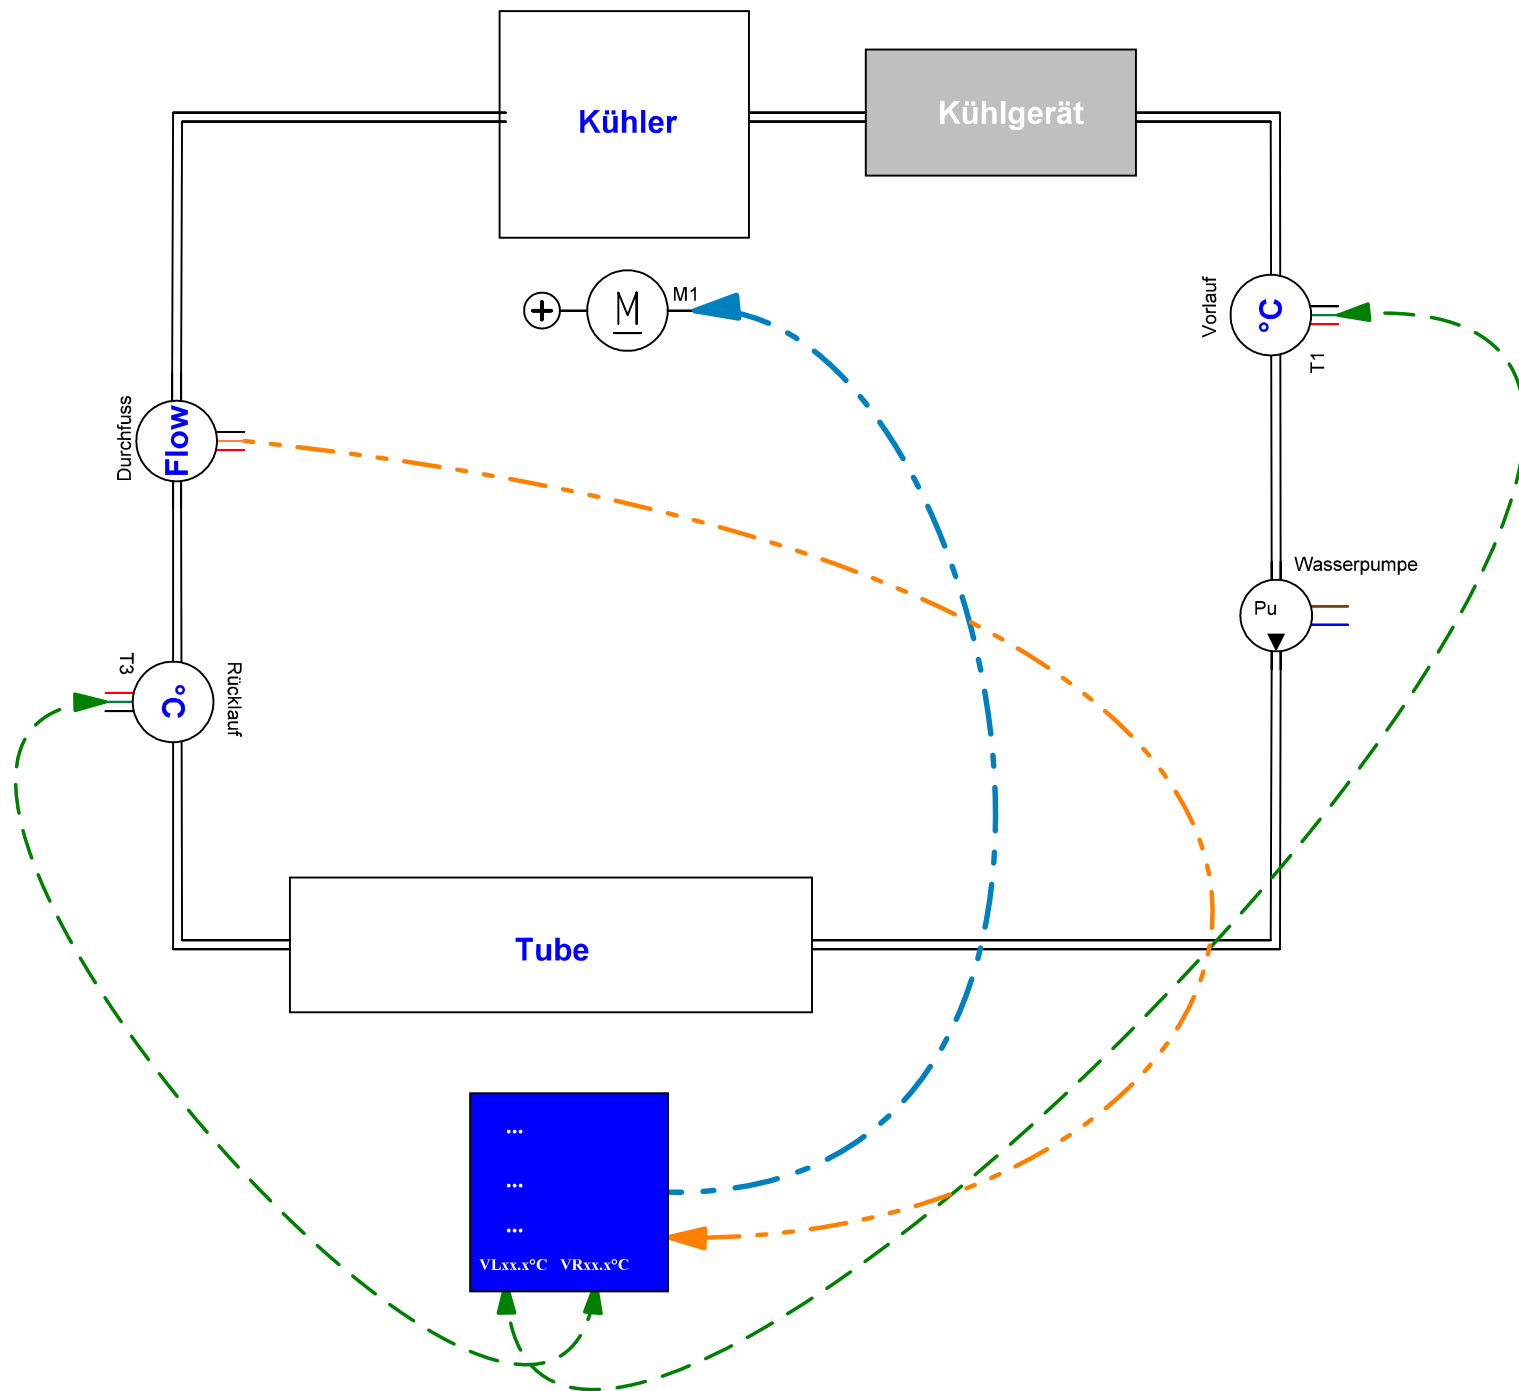 Kühler
Kühlgerät
M
M1
Vorlauf
°C
T1
Durchfuss
Flow
Wasserpumpe
Pu
T3
°C
Rücklauf
Tube
...
...
...
VLxx.x°C VRxx.x°C